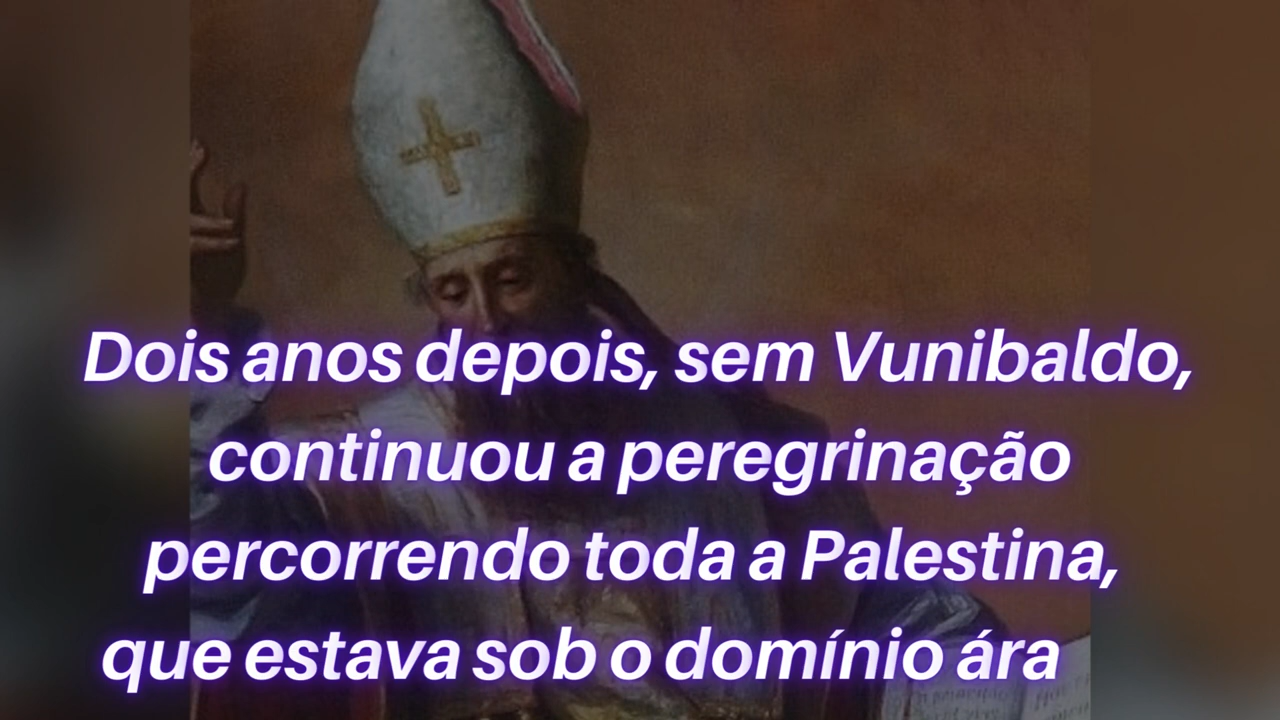 Dois anos depois, sem Vunibaldo,
continuou a peregrinação
percorrendo toda a Palestina,
que estava sob o domínio ára